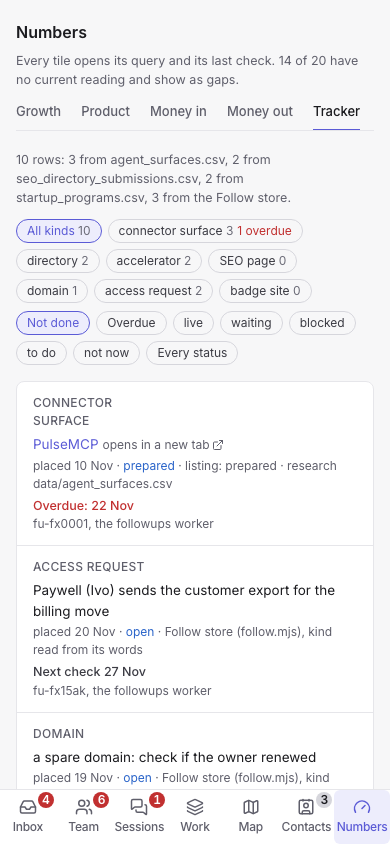 Numbers
Every tile opens its query and its last check. 14 of 20 have
no current reading and show as gaps.
Growth Product Money in Money out Tracker
10 rows: 3 from agent_surfaces.csv, 2 from
seo_directory_submissions.csv, 2 from
startup_programs.csv, 3 from the Follow store.
All kinds 10 connector surface 3 1 overdue
directory 2 accelerator 2 SEO page 0
domain 1 access request 2 badge site 0
Not done Overdue live waiting blocked
to do not now Every status
CONNECTOR
SURFACE
PulseMCP opens in a new tab
placed 10 Nov · prepared · listing: prepared · research
data/agent_surfaces.csv
Overdue: 22 Nov
fu-fx0001, the followups worker
ACCESS REQUEST
Paywell (Ivo) sends the customer export for the
billing move
placed 20 Nov · open · Follow store (follow.mjs), kind
read from its words
Next check 27 Nov
fu-fx15ak, the followups worker
DOMAIN
a spare domain: check if the owner renewed
placed 19 Nov · open · Follow store (follow.mjs), kind
4 6 1 3
Inbox Team Sessions Work Map Contacts Numbers